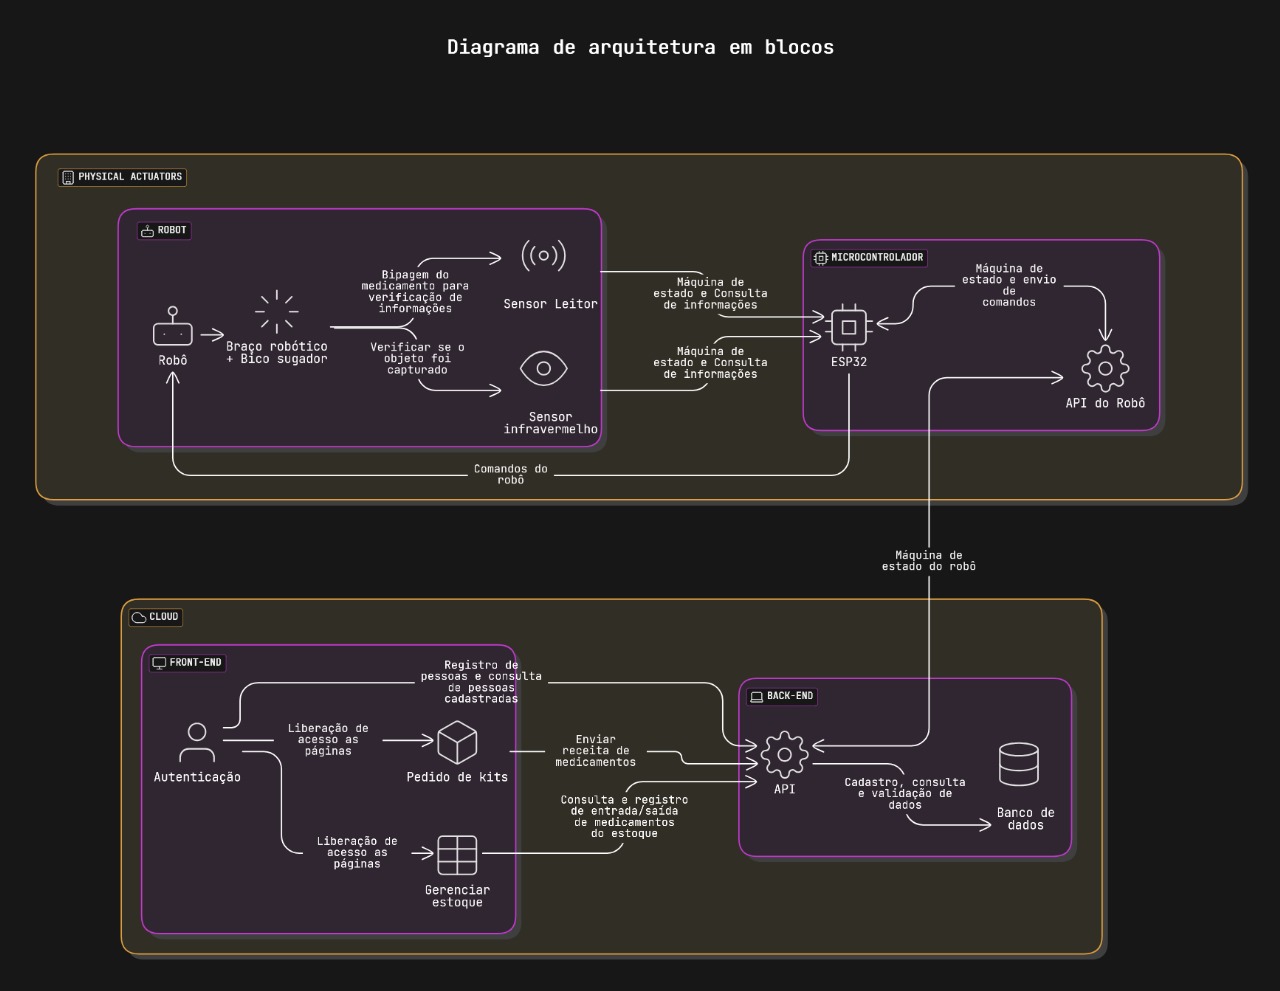 Diagrama de arquitetura em blocos
PHYSICAL ACTUATORS
ROBOT
Bipagem do
medicamento para
verificação de
informações
Sensor Leitor
Robô
Braço robótico
+ Bico sugador
Verificar se o
objeto foi
capturado
Sensor
infravermelho
Máquina de
estado e Consulta
de informações
Máquina de
estado e Consulta
de informações
MICROCONTROLADOR
Máquina de
estado e envio
de
comandos
ESP32
API do Robô
Comandos do
robô
Máquina de
estado do robô
CLOUD
FRONT-END
Registro de
pessoas e consulta
de pessoas
cadastradas
Liberação de
acesso as
páginas
Autenticação
Pedido de kits
Enviar
receita de
medicamentos
Liberação de
acesso as
páginas
Gerenciar
estoque
Consulta e registro
de entrada/saída
de medicamentos
do estoque
BACK-END
API
Cadastro, consulta
e validação de
dados
Banco de
dados